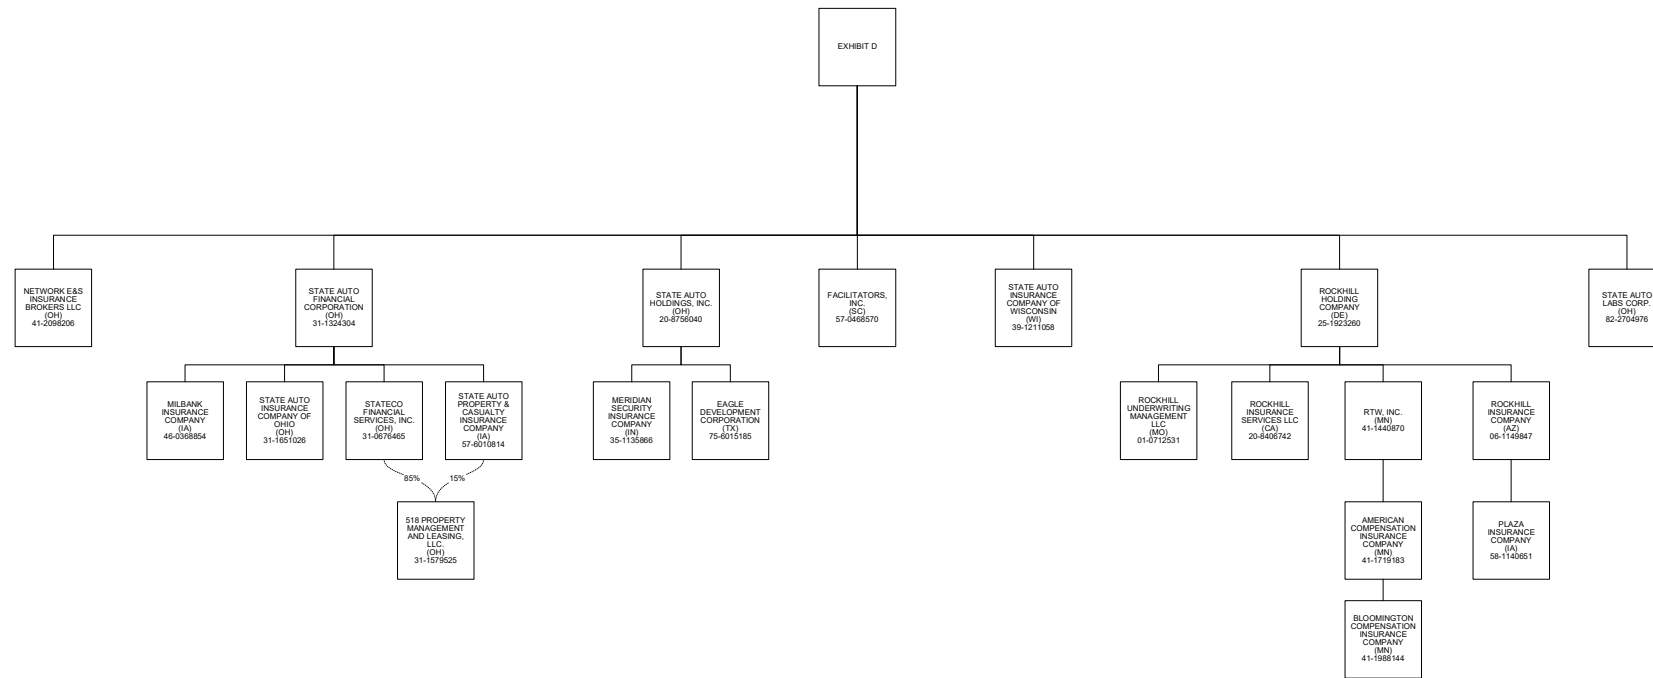 EXHIBIT D
NETWORK E&S
INSURANCE
BROKERS LLC
(OH)
41-2098206
STATE AUTO
FINANCIAL
CORPORATION
(OH)
31-1324304
STATE AUTO
HOLDINGS, INC.
(OH)
20-8756040
FACILITATORS,
INC.
(SC)
57-0468570
STATE AUTO
INSURANCE
COMPANY OF
WISCONSIN
(WI)
39-1211058
ROCKHILL
HOLDING
COMPANY
(DE)
25-1923260
STATE AUTO
LABS CORP.
(OH)
82-2704976
MILBANK
INSURANCE
COMPANY
(IA)
46-0368854
STATE AUTO
INSURANCE
COMPANY OF
OHIO
(OH)
31-1651026
STATECO
FINANCIAL
SERVICES, INC.
(OH)
31-0676465
STATE AUTO
PROPERTY &
CASUALTY
INSURANCE
COMPANY
(IA)
57-6010814
MERIDIAN
SECURITY
INSURANCE
COMPANY
(IN)
35-1135866
EAGLE
DEVELOPMENT
CORPORATION
(TX)
75-6015185
ROCKHILL
UNDERWRITING
MANAGEMENT
LLC
(MO)
01-0712531
ROCKHILL
INSURANCE
SERVICES LLC
(CA)
20-8406742
RTW, INC.
(MN)
41-1440870
ROCKHILL
INSURANCE
COMPANY
(AZ)
06-1149847
85%
15%
518 PROPERTY
MANAGEMENT
AND LEASING,
LLC.
(OH)
31-1579525
AMERICAN
COMPENSATION
INSURANCE
COMPANY
(MN)
41-1719183
PLAZA
INSURANCE
COMPANY
(IA)
58-1140651
BLOOMINGTON
COMPENSATION
INSURANCE
COMPANY
(MN)
41-1988144